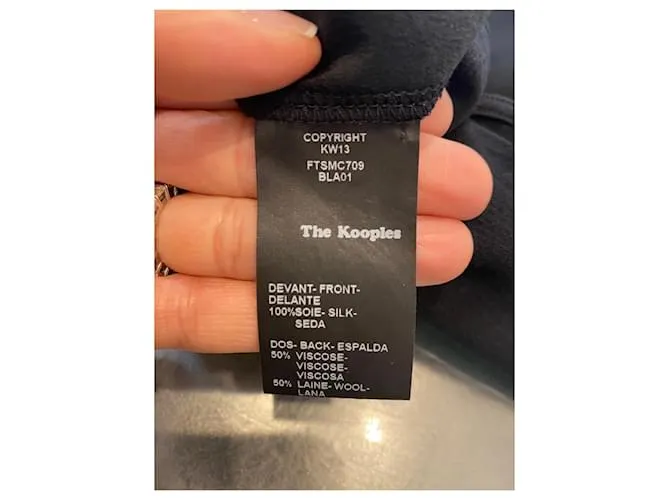 COPYRIGHT
KW13
FTSMC709
BLA01
The Kooples
DEVANT- FRONT-
DELANTE
100%SOIE- SILK-
SEDA
DOS- BACK- ESPALDA
50% VISCOSE-
VISCOSE-
VISCOSA
50% LAINE- WOOL-
LANA